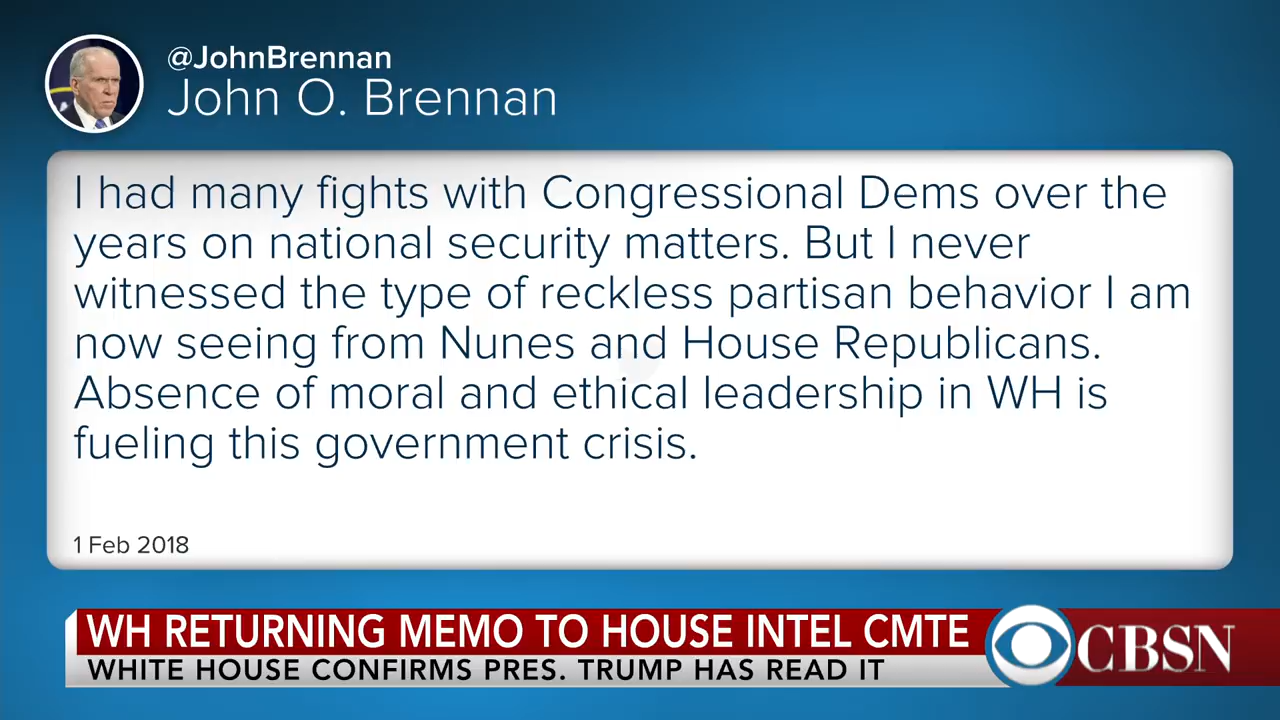 @JohnBrennan
John O. Brennan
I had many fights with Congressional Dems over the
years on national security matters. But I never
witnessed the type of reckless partisan behavior I am
now seeing from Nunes and House Republicans.
Absence of moral and ethical leadership in WH is
fueling this government crisis.
1 Feb 2018
WH RETURNING MEMO TO HOUSE INTEL CMTE
WHITE HOUSE CONFIRMS PRES. TRUMP HAS READ IT
CBSN